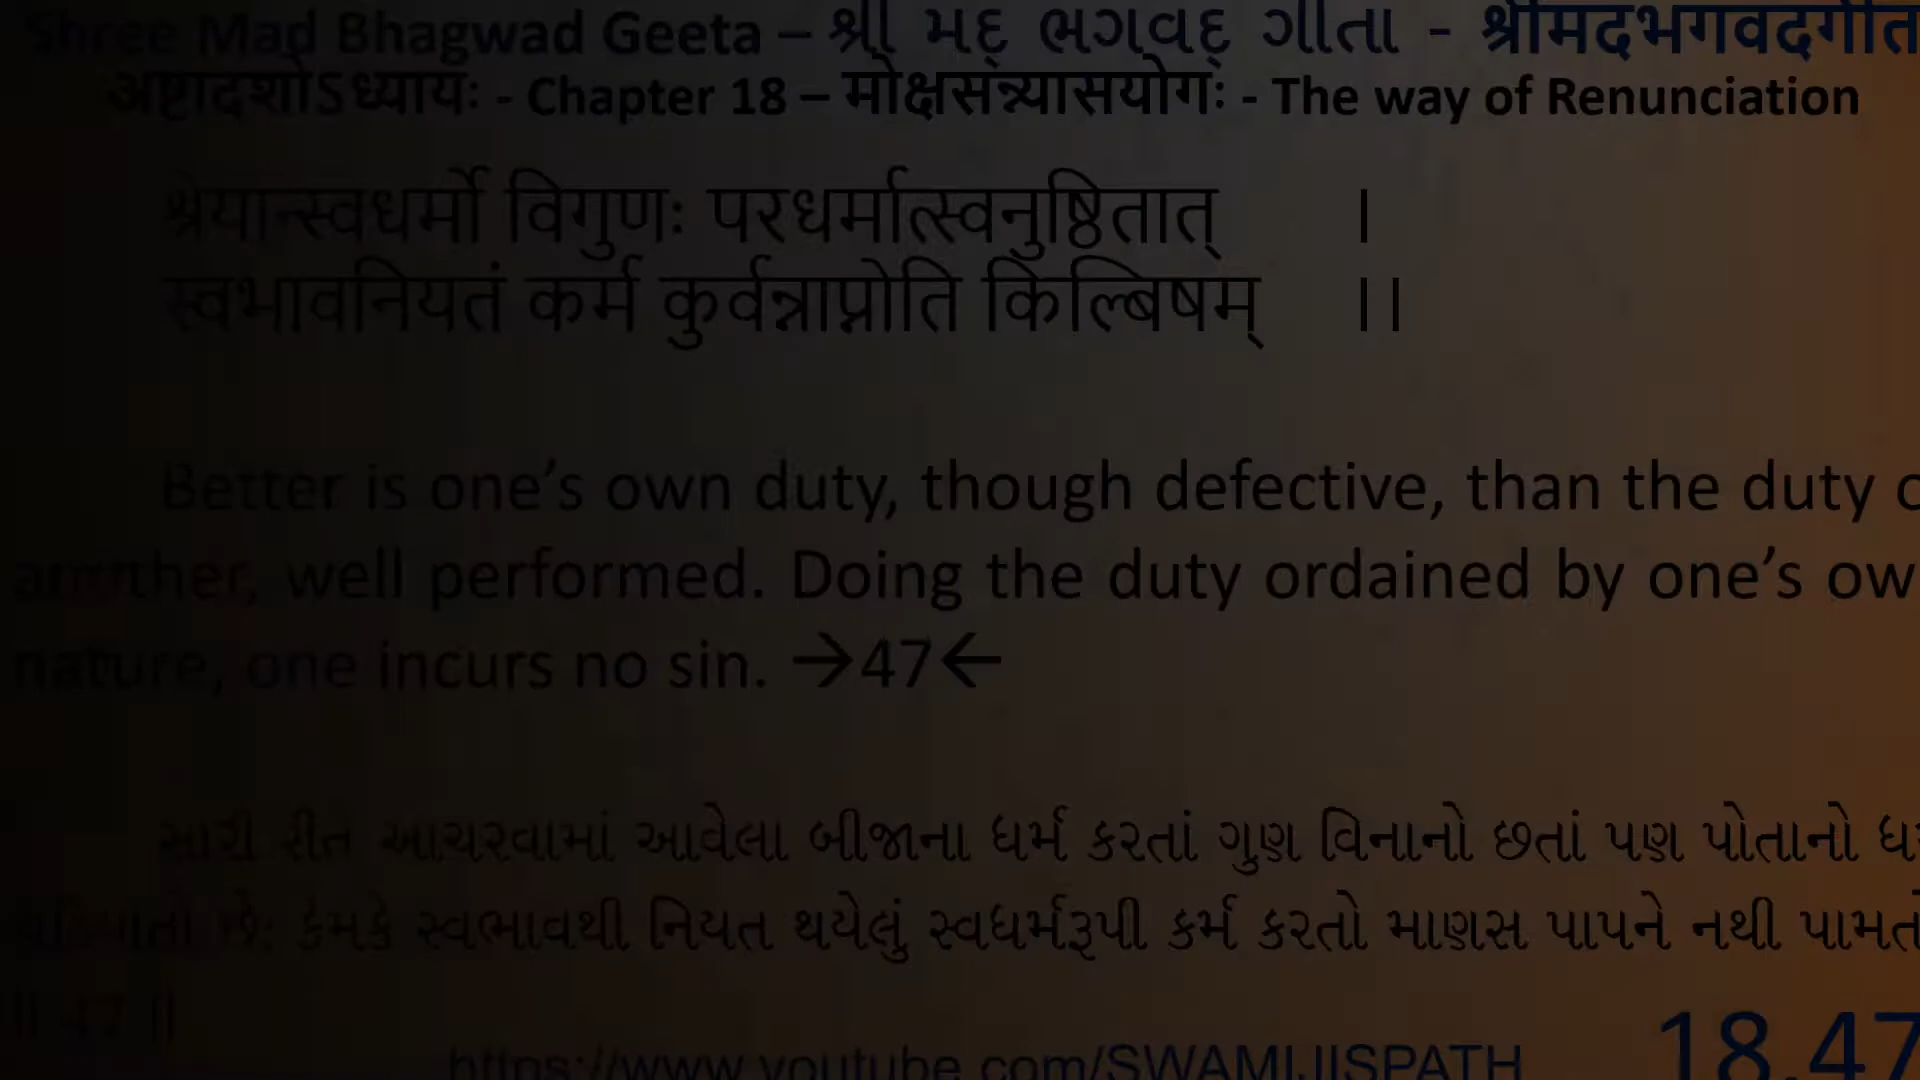 Shree Mad Bhagwad Geeta – શ્રી મદ્ ભગવદ્ ગીતા - श्रीमदभगवदगीत
अष्टादशोऽध्यायः - Chapter 18 – मोक्षसन्न्यासयोगः - The way of Renunciation
श्रेयान्स्वधर्मो विगुणः परधर्मात्स्वनुष्ठितात् ।
स्वभावनियतं कर्म कुर्वन्नाप्नोति किल्बिषम् ।।
Better is one’s own duty, though defective, than the duty o
another, well performed. Doing the duty ordained by one’s ow
nature, one incurs no sin. →47←
સારી રીત આચરવામાં આવેલા બીજાના ધર્મ કરતાં ગુણ વિનાનો છતાં પણ પોતાનો
ચડિયાતો છે; કેમકે સ્વભાવથી નિયત થયેલું સ્વધર્મરૂપી કર્મ કરતો માણસ પાપને નથી પામત
|| 47 ||
https://www.youtube.com/SWAMIJISPATH 18.47